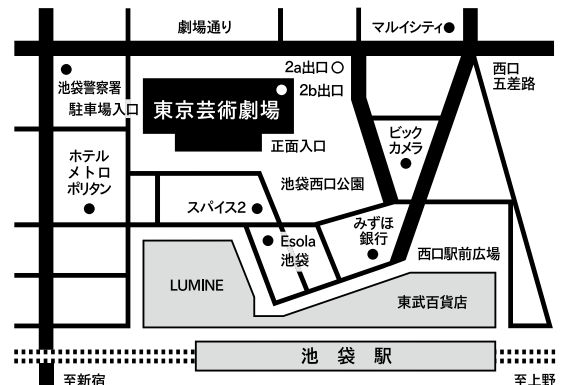 劇場通り
マルイシティ
2a出口
2b出口
西口
五差路
池袋警察署
駐車場入口
東京芸術劇場
正面入口
ビック
カメラ
ホテル
メトロ
ポリタン
池袋西口公園
スパイス2
みずほ
銀行
Esola
池袋
西口駅前広場
LUMINE
東武百貨店
池袋駅
至新宿
至上野